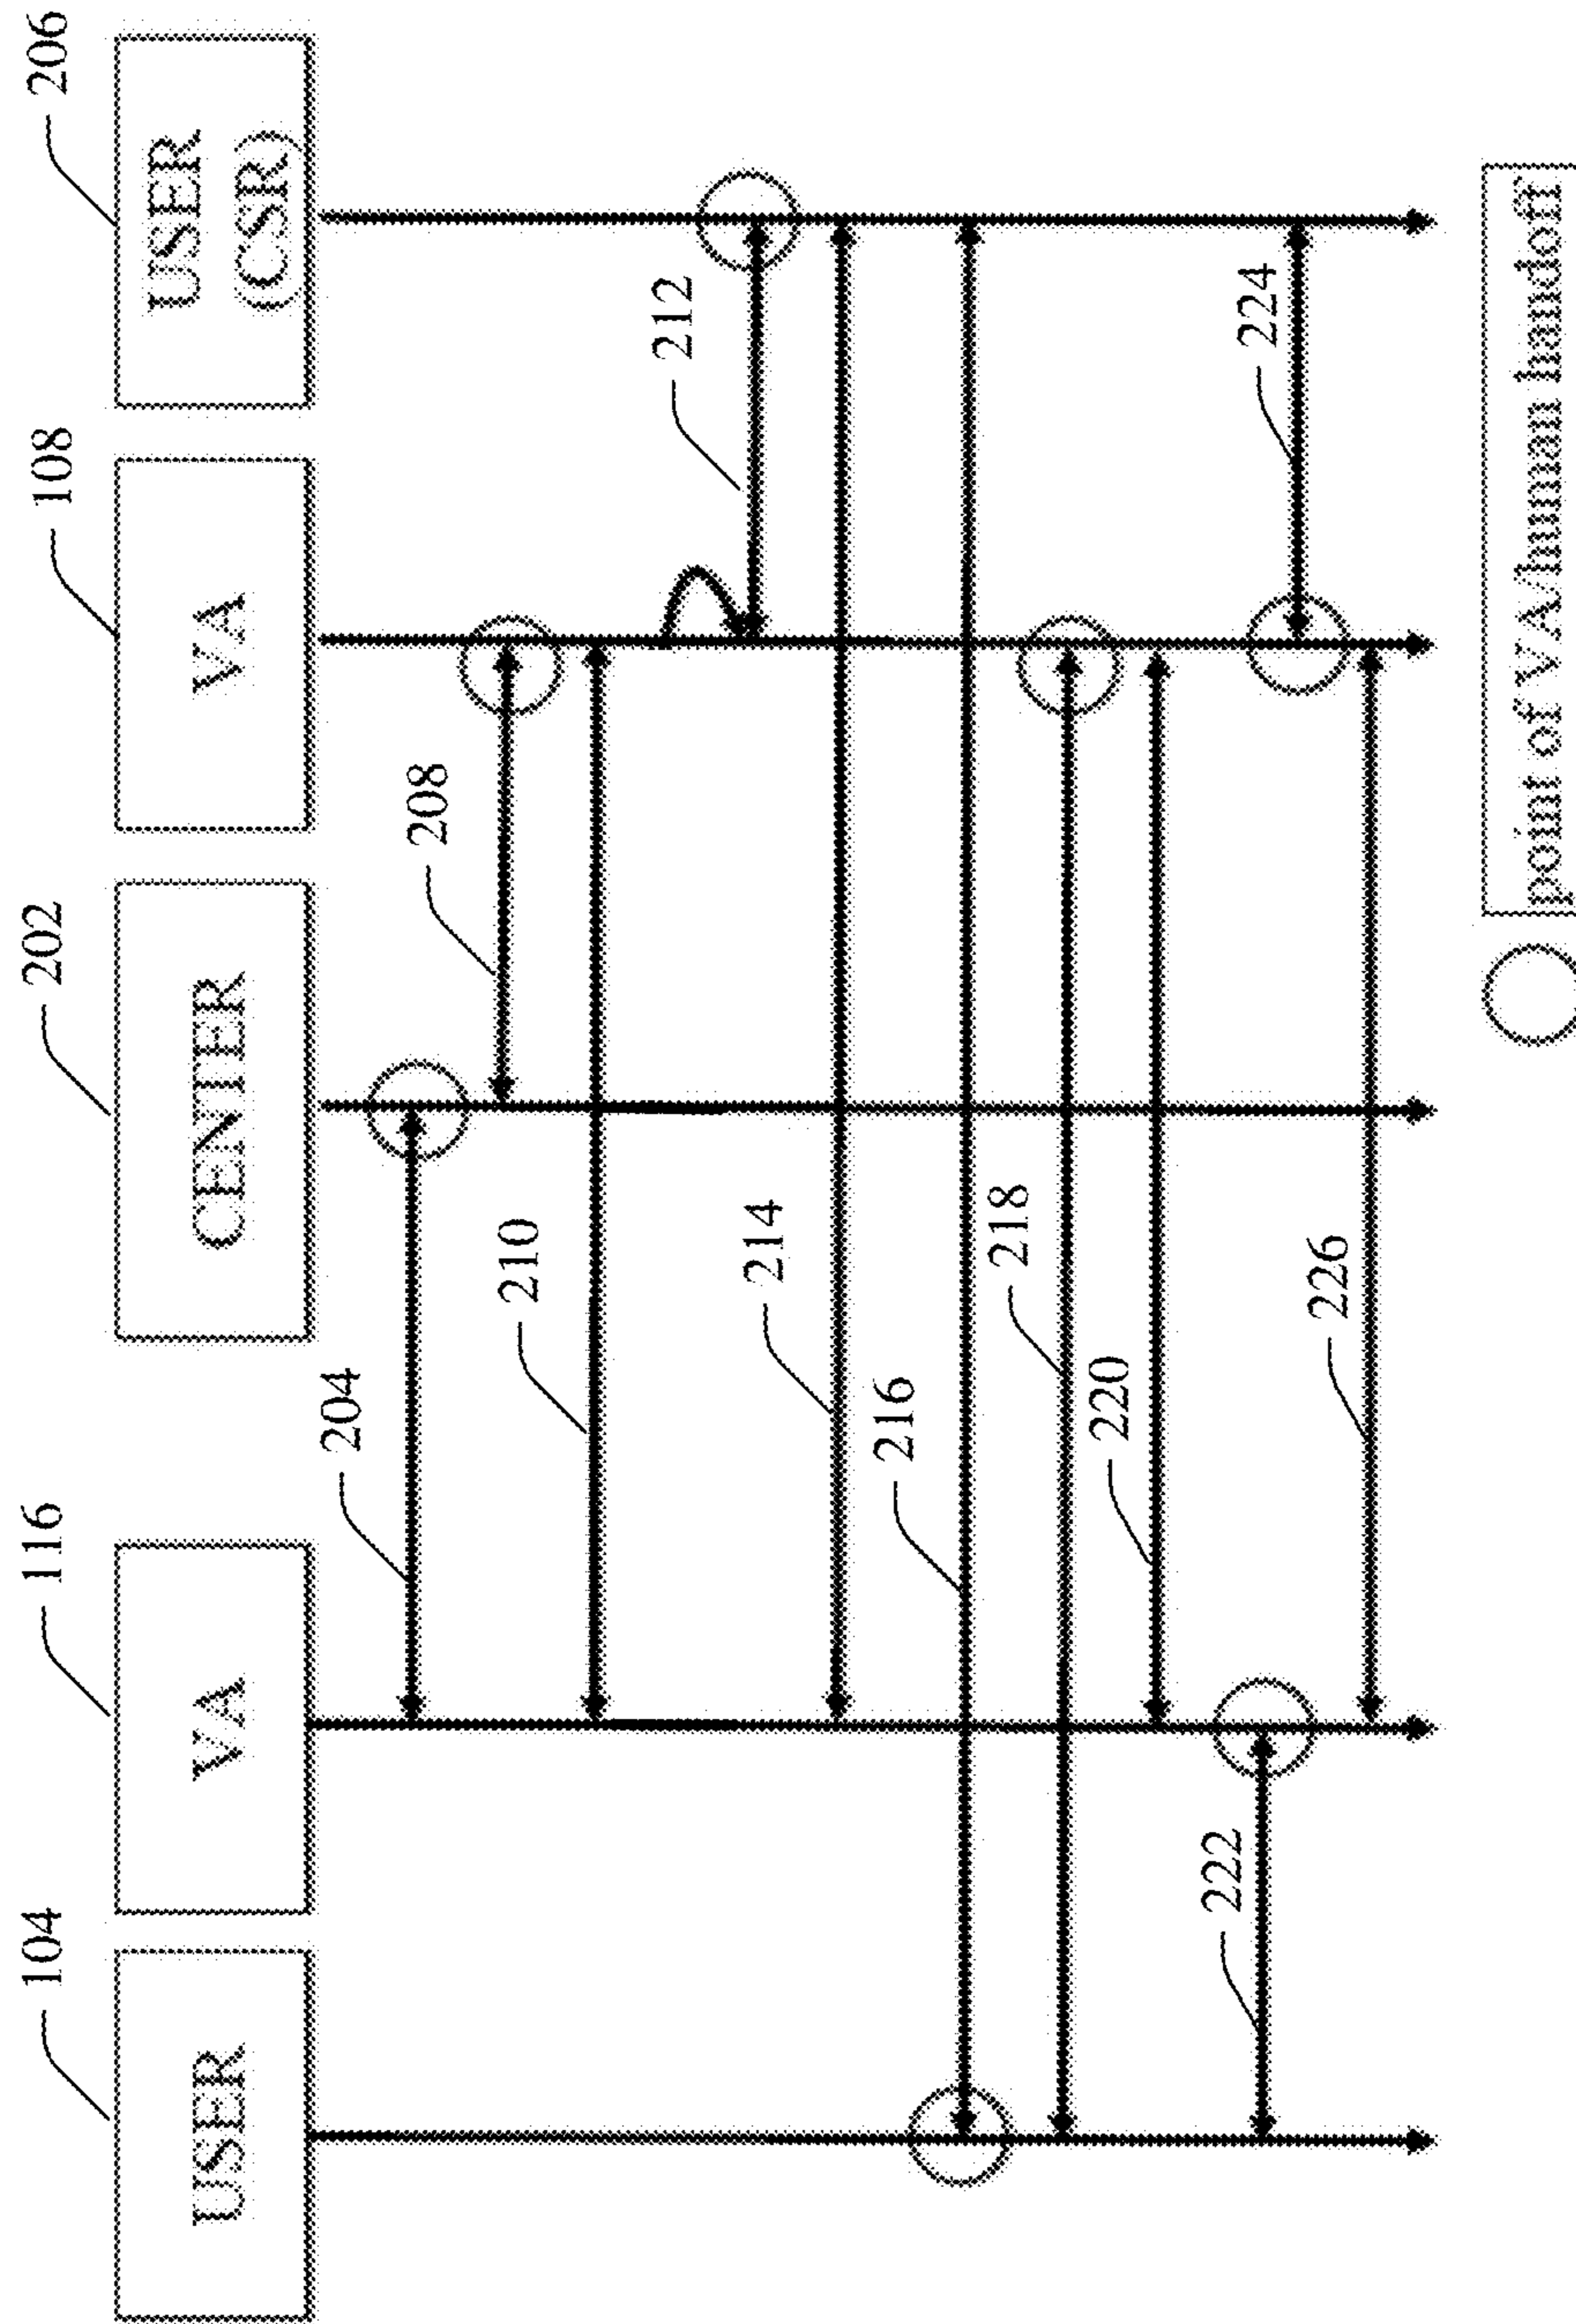 104
116
202
108
206
USER
VA
CENTER
VA
USER
(CSR)
204
208
210
212
214
216
218
220
222
224
226
point of VA/human handoff